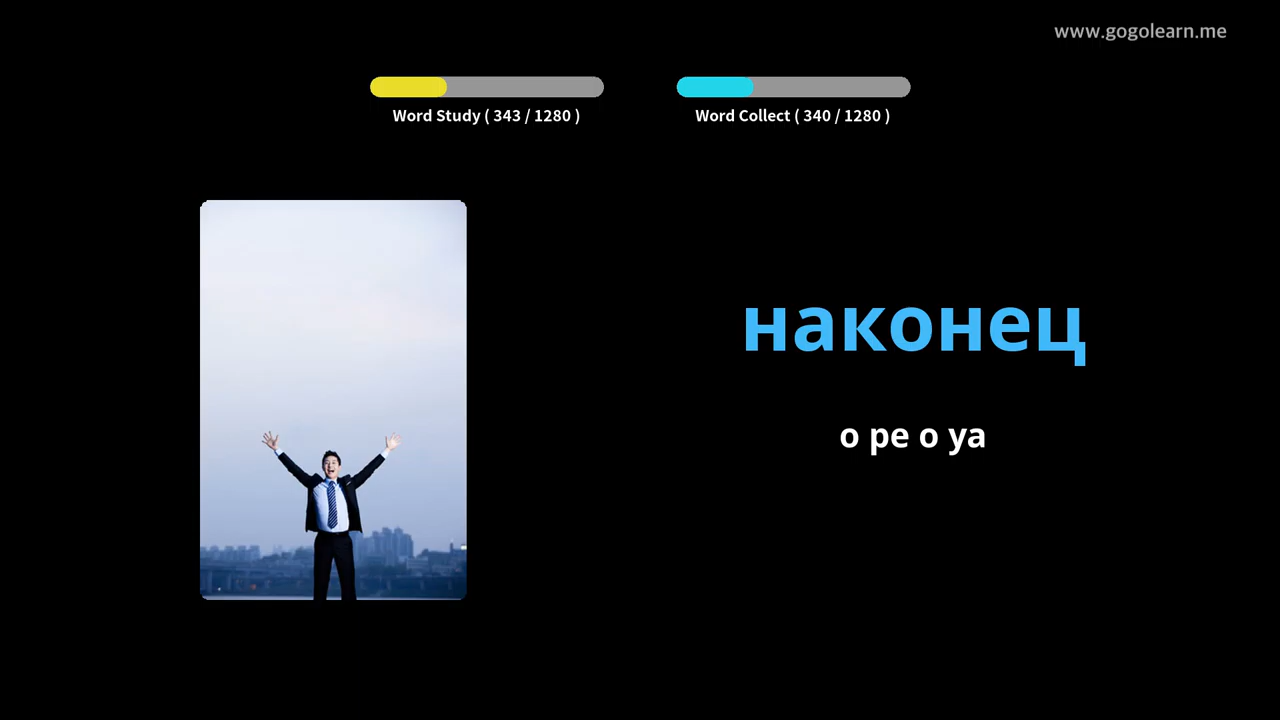 www.gogolearn.me
Word Study ( 343 / 1280 )
Word Collect ( 340 / 1280 )
наконец
o pe o ya